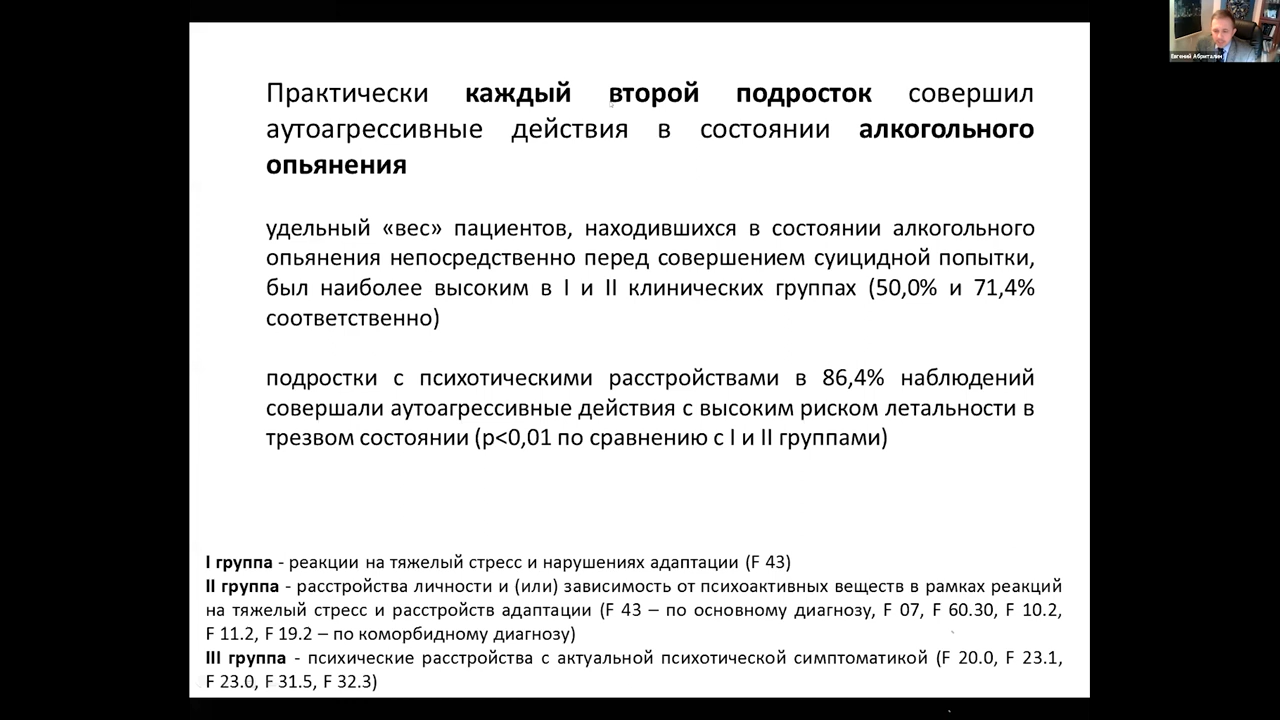 Практически каждый второй подросток совершил
аутоагрессивные действия в состоянии алкогольного
опьянения
удельный «вес» пациентов, находившихся в состоянии алкогольного
опьянения непосредственно перед совершением суицидной попытки,
был наиболее высоким в I и II клинических группах (50,0% и 71,4%
соответственно)
подростки с психотическими расстройствами в 86,4% наблюдений
совершали аутоагрессивные действия с высоким риском летальности в
трезвом состоянии (p<0,01 по сравнению с I и II группами)
I группа - реакции на тяжелый стресс и нарушениях адаптации (F 43)
II группа - расстройства личности и (или) зависимость от психоактивных веществ в рамках реакций
на тяжелый стресс и расстройств адаптации (F 43 – по основному диагнозу, F 07, F 60.30, F 10.2,
F 11.2, F 19.2 – по коморбидному диагнозу)
III группа - психические расстройства с актуальной психотической симптоматикой (F 20.0, F 23.1,
F 23.0, F 31.5, F 32.3)
Евгений Абриталин